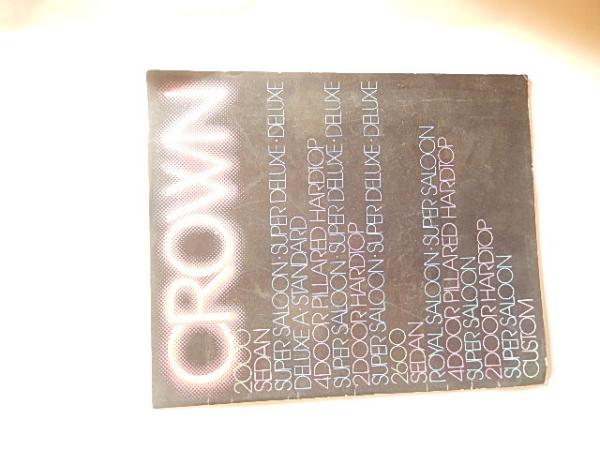 CROWN
2000
SEDAN
SUPER SALOON·SUPER DELUXE·DELUXE
DELUXE A·STANDARD
4DOOR PILLARED HARDTOP
SUPER SALOON·SUPER DELUXE·DELUXE
2DOOR HARDTOP
SUPER SALOON·SUPER DELUXE·DELUXE
2600
SEDAN
ROYAL SALOON·SUPER SALOON
4DOOR PILLARED HARDTOP
SUPER SALOON
2DOOR HARDTOP
SUPER SALOON
CUSTOM